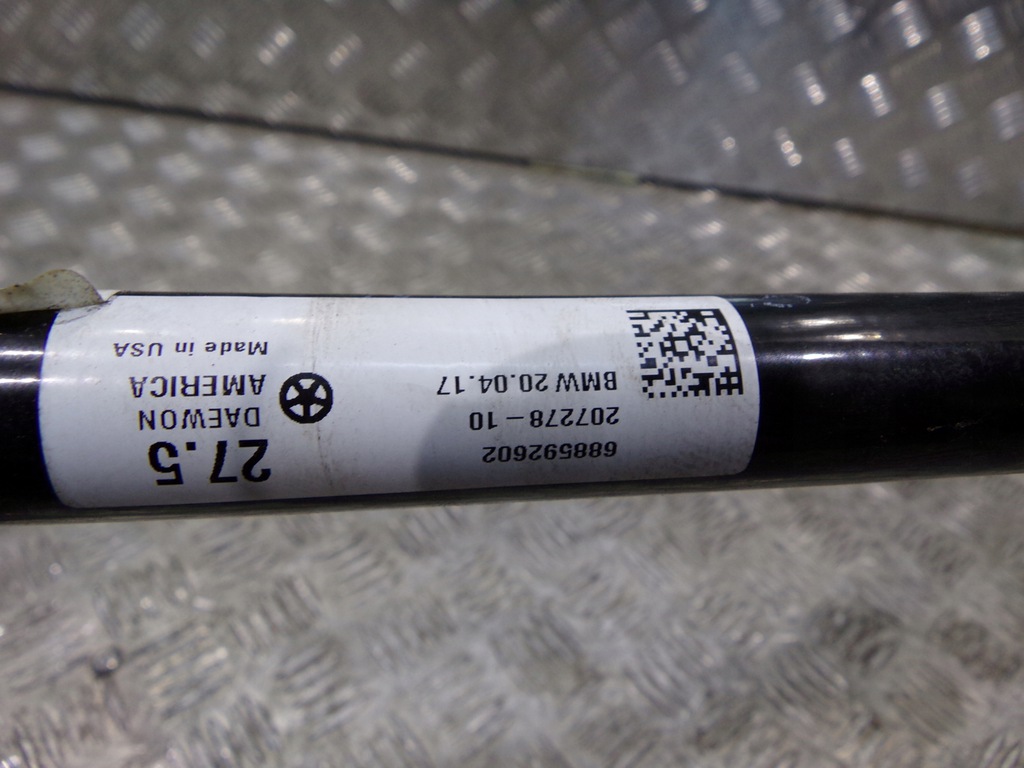 27.5
DAEWON
AMERICA
Made in USA
688592602
207278-10
BMW 20.04.17